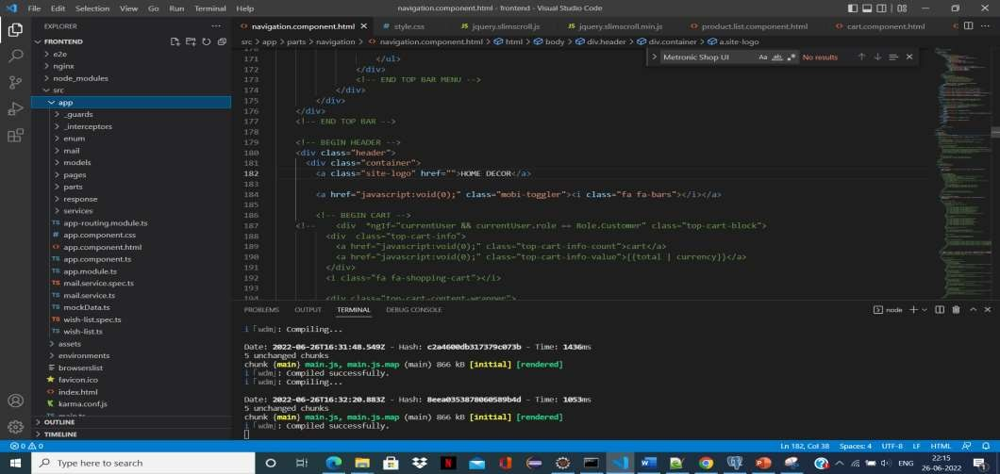 File Edit Selection View Go Run Terminal Help
navigation.component.html - frontend - Visual Studio Code
EXPLORER
FRONTEND
e2e
nginx
node_modules
src
app
_guards
_interceptors
enum
mail
models
pages
parts
response
services
TS app-routing.module.ts
# app.component.css
<> app.component.html
TS app.component.ts
TS app.module.ts
TS mail.service.spec.ts
TS mail.service.ts
TS mockData.ts
TS wish-list.spec.ts
TS wish-list.ts
assets
environments
browserslist
favicon.ico
<> index.html
karma.conf.js
OUTLINE
TIMELINE
<> navigation.component.html
# style.css
JS jquery.slimscroll.js
JS jquery.slimscroll.min.js
<> product.list.component.html
<> cart.component.html
src > app > parts > navigation > <> navigation.component.html > html > body > div.header > div.container > a.site-logo
Metronic Shop UI
Aa ab .*
No results
171 </ul>
172 </div>
173 <!-- END TOP BAR MENU -->
174 </div>
175 </div>
176 </div>
177 <!-- END TOP BAR -->
178
179 <!-- BEGIN HEADER -->
180 <div class="header">
181 <div class="container">
182 <a class="site-logo" href="">HOME DECOR</a>
183
184 <a href="javascript:void(0);" class="mobi-toggler"><i class="fa fa-bars"></i></a>
185
186 <!-- BEGIN CART -->
187 <!-- <div *ngIf="currentUser && currentUser.role == Role.Customer" class="top-cart-block">
188 <div class="top-cart-info">
189 <a href="javascript:void(0);" class="top-cart-info-count">cart</a>
190 <a href="javascript:void(0);" class="top-cart-info-value">{{total | currency}}</a>
191 </div>
192 <i class="fa fa-shopping-cart"></i>
193
194 <div class="top-cart-content-wrapper">
PROBLEMS OUTPUT TERMINAL DEBUG CONSOLE
node
i ｢wdm｣: Compiling...
Date: 2022-06-26T16:31:48.549Z - Hash: c2a4600db317379c073b - Time: 1436ms
5 unchanged chunks
chunk {main} main.js, main.js.map (main) 866 kB [initial] [rendered]
i ｢wdm｣: Compiled successfully.
i ｢wdm｣: Compiling...
Date: 2022-06-26T16:32:20.883Z - Hash: 8eea0353878060589b4d - Time: 1053ms
5 unchanged chunks
chunk {main} main.js, main.js.map (main) 866 kB [initial] [rendered]
i ｢wdm｣: Compiled successfully.
0 0
Ln 182, Col 38 Spaces: 4 UTF-8 LF HTML
Type here to search
ENG
22:15
26-06-2022